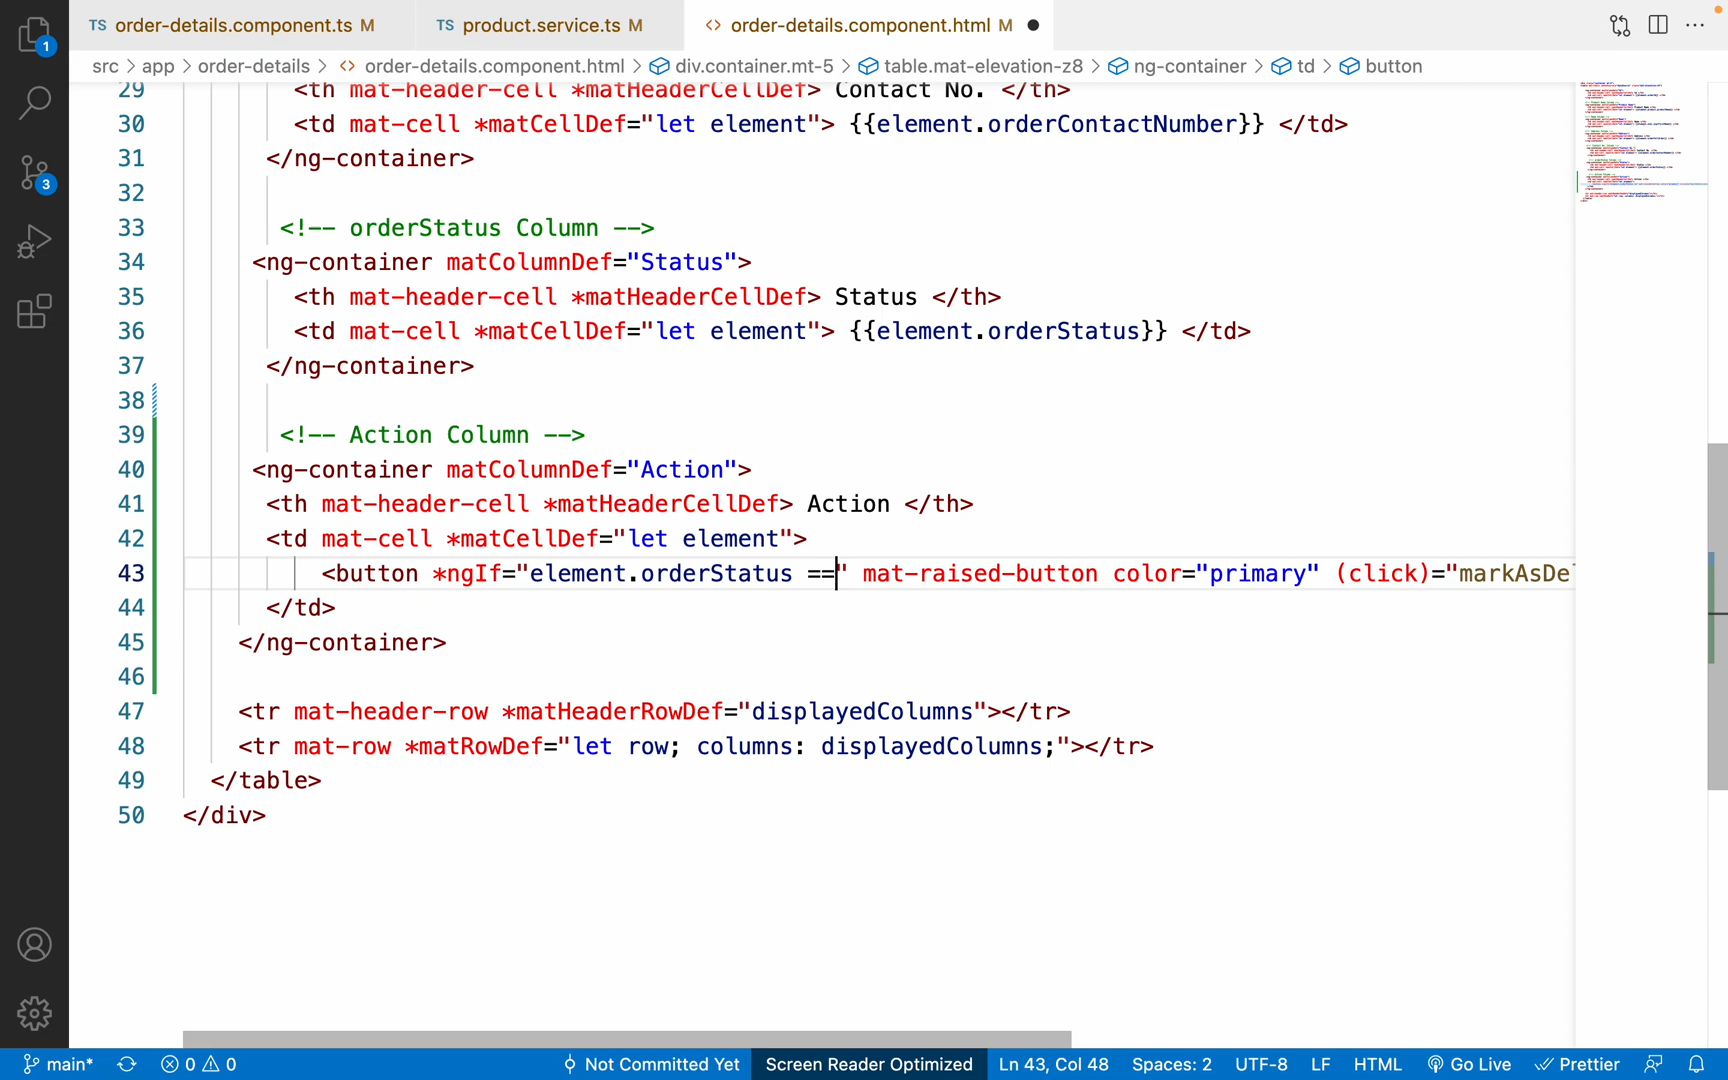 TS order-details.component.ts M
TS product.service.ts M
<> order-details.component.html M
src > app > order-details > <> order-details.component.html > div.container.mt-5 > table.mat-elevation-z8 > ng-container > td > button
29 <th mat-header-cell *matHeaderCellDef> Contact No. </th>
30 <td mat-cell *matCellDef="let element"> {{element.orderContactNumber}} </td>
31 </ng-container>
32
33 <!-- orderStatus Column -->
34 <ng-container matColumnDef="Status">
35 <th mat-header-cell *matHeaderCellDef> Status </th>
36 <td mat-cell *matCellDef="let element"> {{element.orderStatus}} </td>
37 </ng-container>
38
39 <!-- Action Column -->
40 <ng-container matColumnDef="Action">
41 <th mat-header-cell *matHeaderCellDef> Action </th>
42 <td mat-cell *matCellDef="let element">
43 <button *ngIf="element.orderStatus ==" mat-raised-button color="primary" (click)="markAsDel
44 </td>
45 </ng-container>
46
47 <tr mat-header-row *matHeaderRowDef="displayedColumns"></tr>
48 <tr mat-row *matRowDef="let row; columns: displayedColumns;"></tr>
49 </table>
50 </div>
1
3
main* 0 0 Not Committed Yet Screen Reader Optimized Ln 43, Col 48 Spaces: 2 UTF-8 LF HTML Go Live Prettier